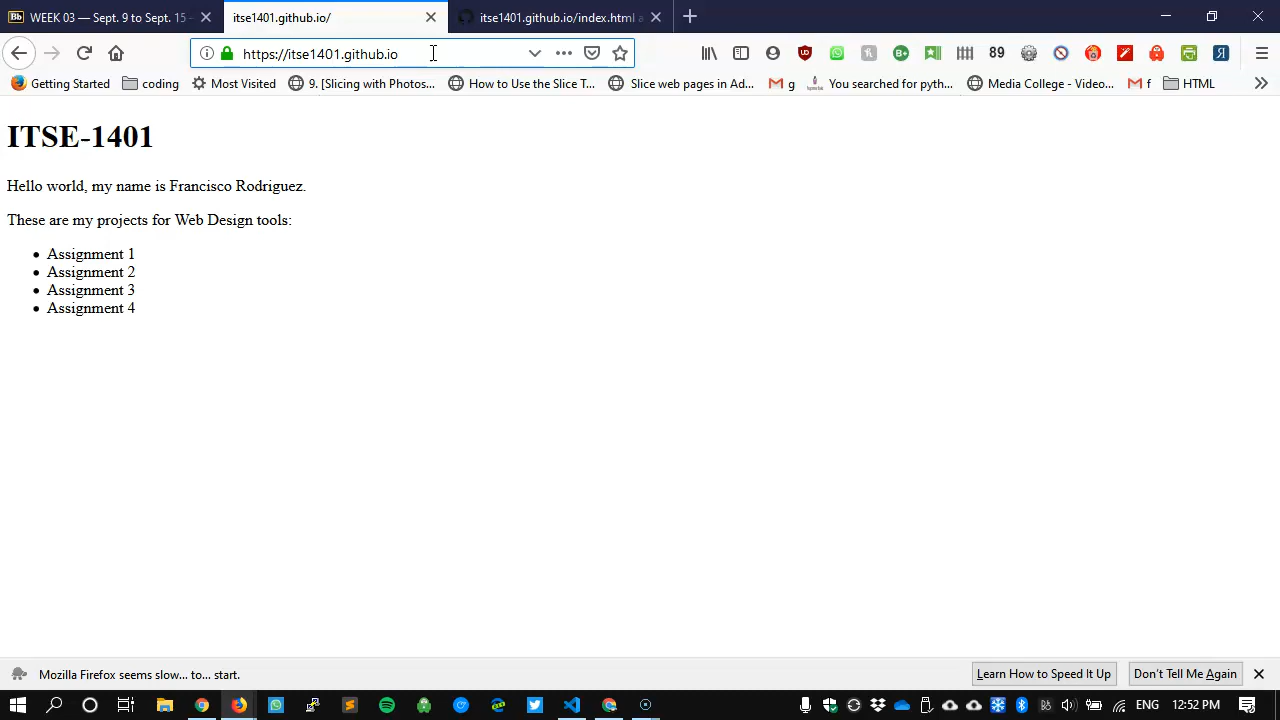 WEEK 03 — Sept. 9 to Sept. 15 -
itse1401.github.io/
itse1401.github.io/index.html a
https://itse1401.github.io
89
Getting Started
coding
Most Visited
9. [Slicing with Photos...
How to Use the Slice T...
Slice web pages in Ad...
g
You searched for pyth...
Media College - Video...
f
HTML
ITSE-1401
Hello world, my name is Francisco Rodriguez.
These are my projects for Web Design tools:
• Assignment 1
• Assignment 2
• Assignment 3
• Assignment 4
Mozilla Firefox seems slow... to... start.
Learn How to Speed It Up
Don't Tell Me Again
ENG
12:52 PM